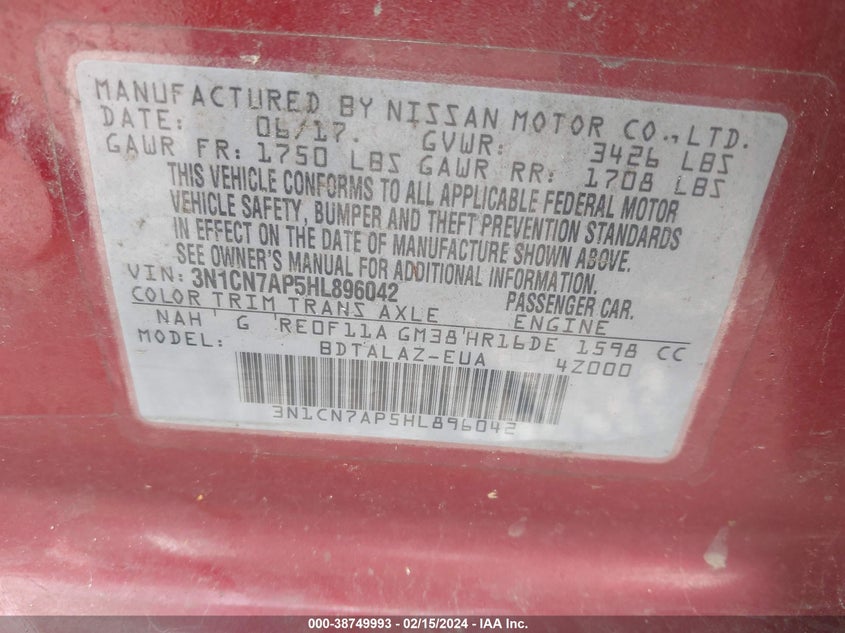 MANUFACTURED BY NISSAN MOTOR CO., LTD.
DATE: 06/17. GVWR: 3426 LBS
GAWR FR: 1750 LBS GAWR RR: 1708 LBS
THIS VEHICLE CONFORMS TO ALL APPLICABLE FEDERAL MOTOR
VEHICLE SAFETY, BUMPER AND THEFT PREVENTION STANDARDS
IN EFFECT ON THE DATE OF MANUFACTURE SHOWN ABOVE.
SEE OWNER'S MANUAL FOR ADDITIONAL INFORMATION.
VIN: 3N1CN7AP5HL896042 PASSENGER CAR.
COLOR TRIM TRANS AXLE ENGINE
NAH G RE0F11A GM38 HR16DE 1598 CC
MODEL: BDTALAZ-EUA 4Z000
3N1CN7AP5HL896042
000-38749993 - 02/15/2024 - IAA Inc.